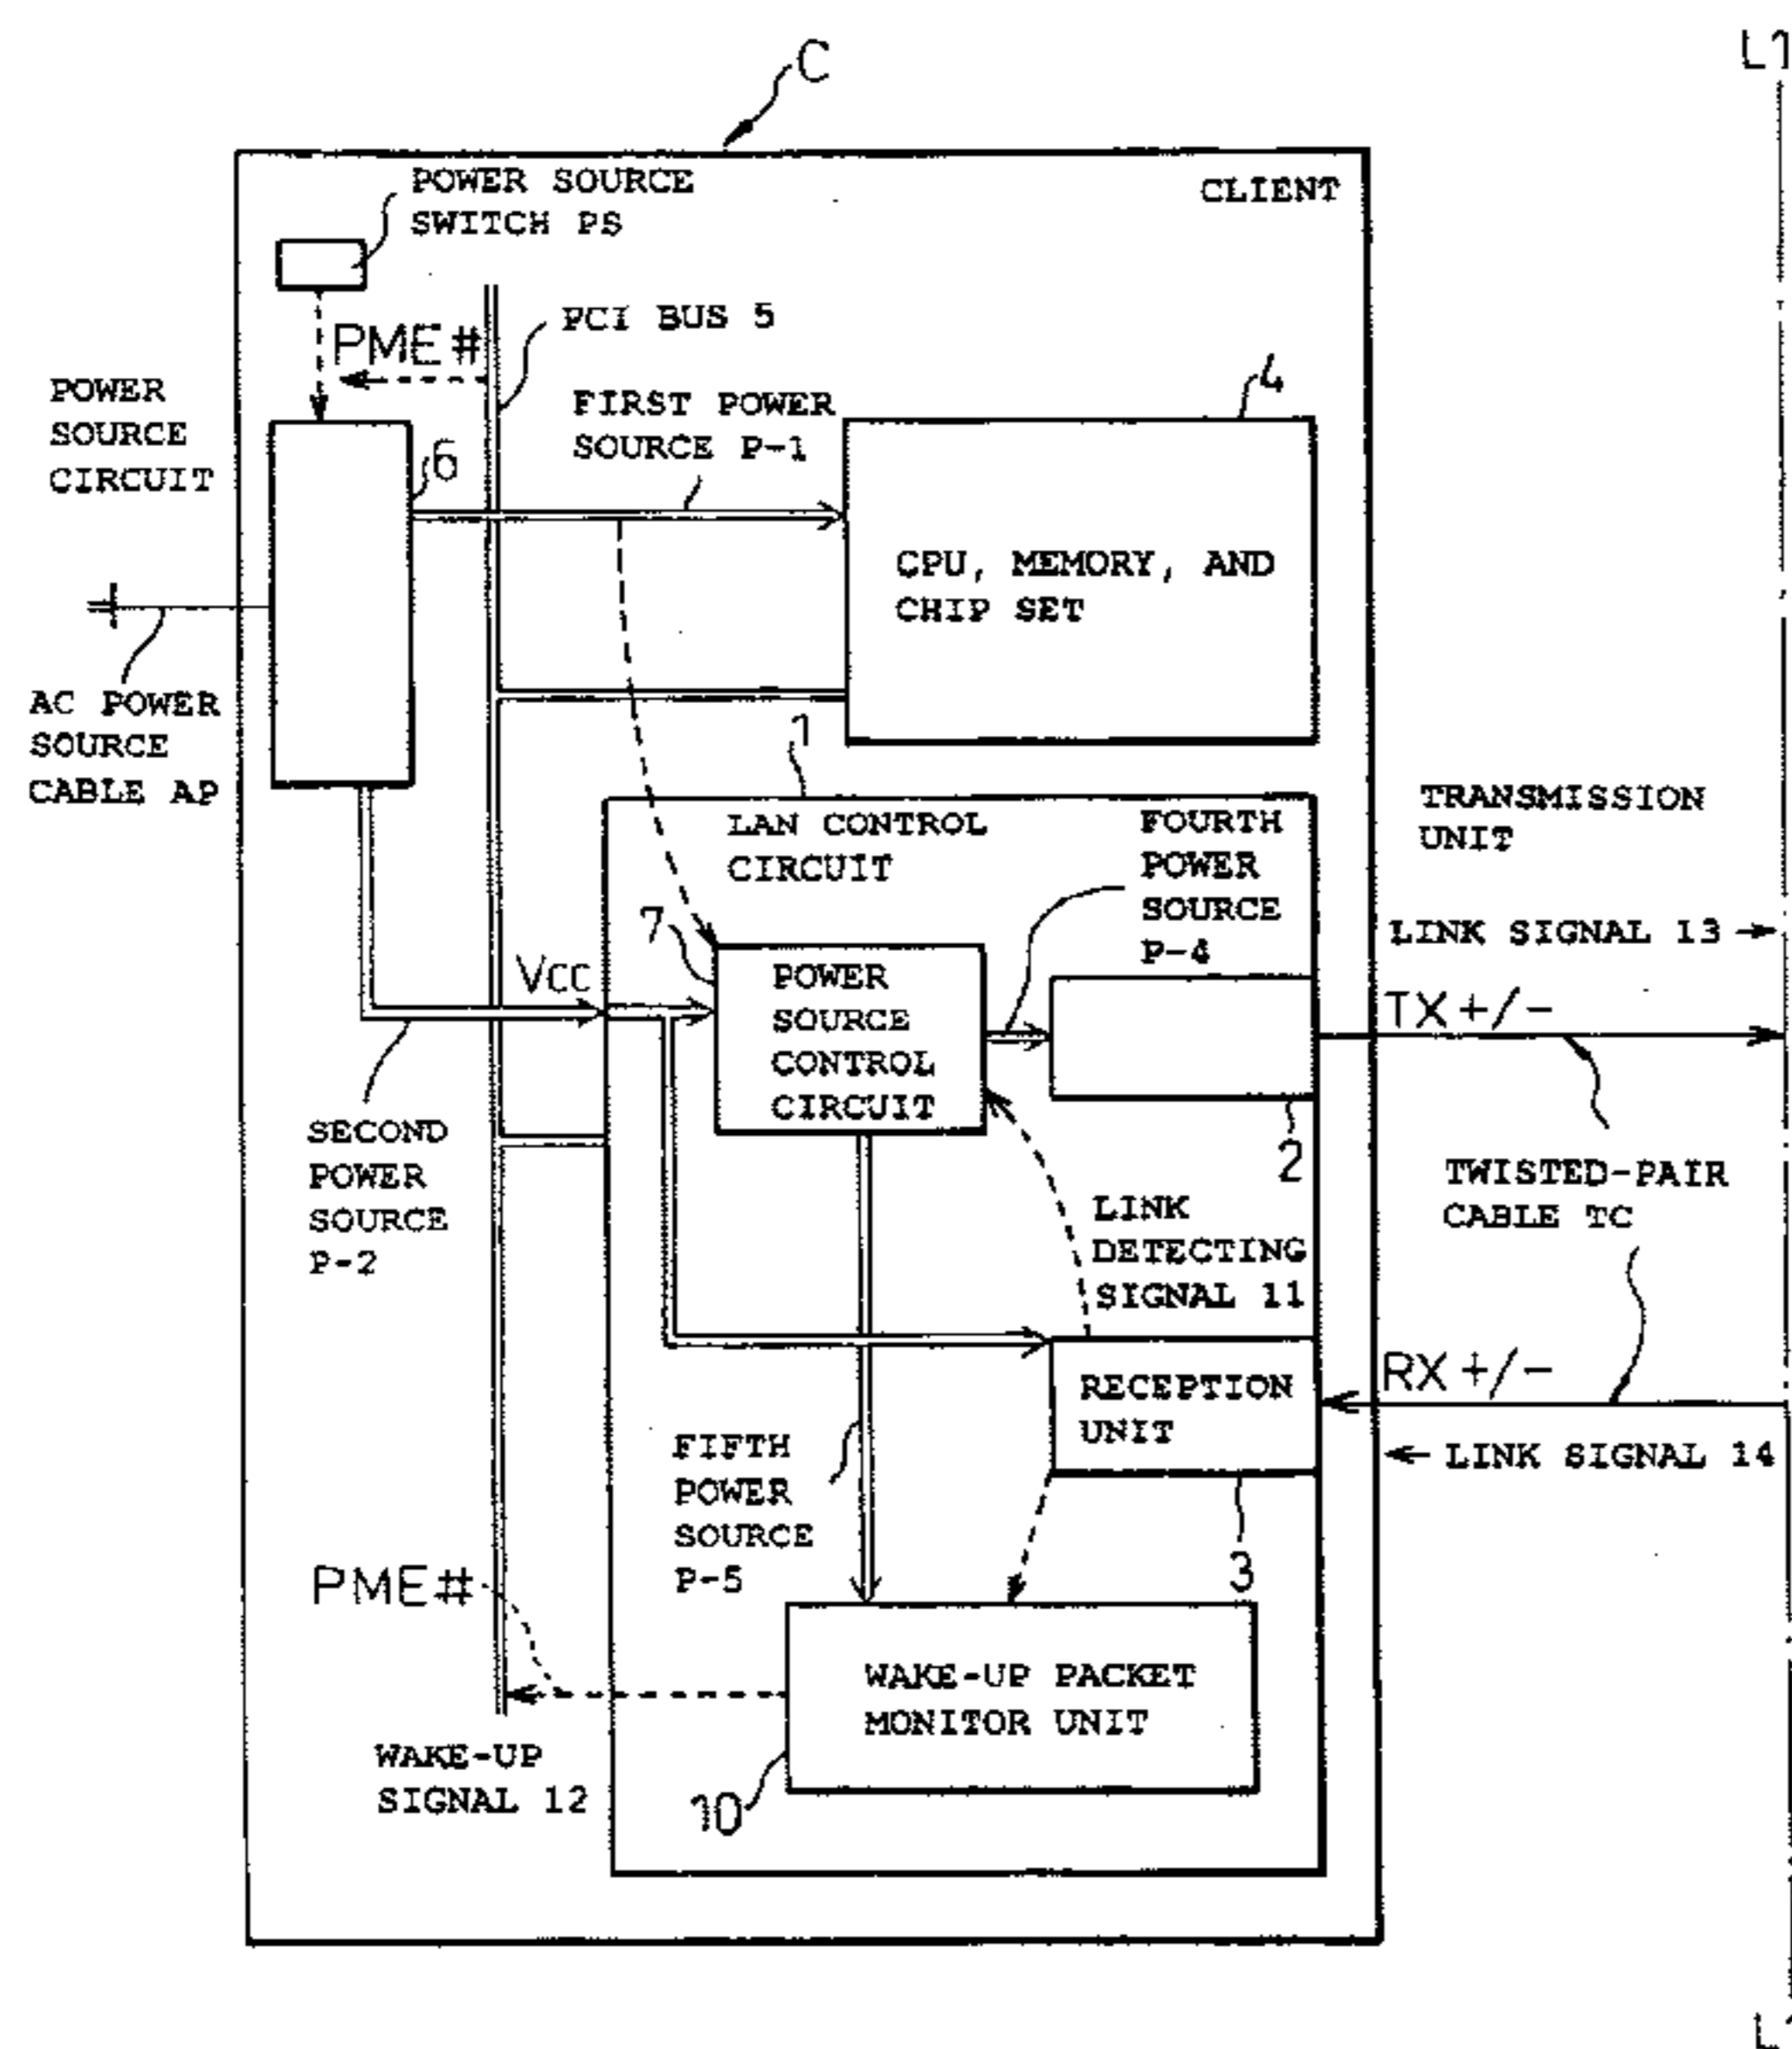 L1
C
POWER SOURCE
SWITCH PS
CLIENT
PME#
PCI BUS 5
POWER
SOURCE
CIRCUIT
6
FIRST POWER
SOURCE P-1
4
CPU, MEMORY, AND
CHIP SET
AC POWER
SOURCE
CABLE AP
1
LAN CONTROL
CIRCUIT
FOURTH
POWER
SOURCE
P-4
TRANSMISSION
UNIT
7
LINK SIGNAL 13
VCC
POWER
SOURCE
CONTROL
CIRCUIT
TX+/-
2
SECOND
POWER
SOURCE
P-2
TWISTED-PAIR
CABLE TC
LINK
DETECTING
SIGNAL 11
RX+/-
RECEPTION
UNIT
LINK SIGNAL 14
FIFTH
POWER
SOURCE
P-5
3
PME#
WAKE-UP PACKET
MONITOR UNIT
WAKE-UP
SIGNAL 12
10